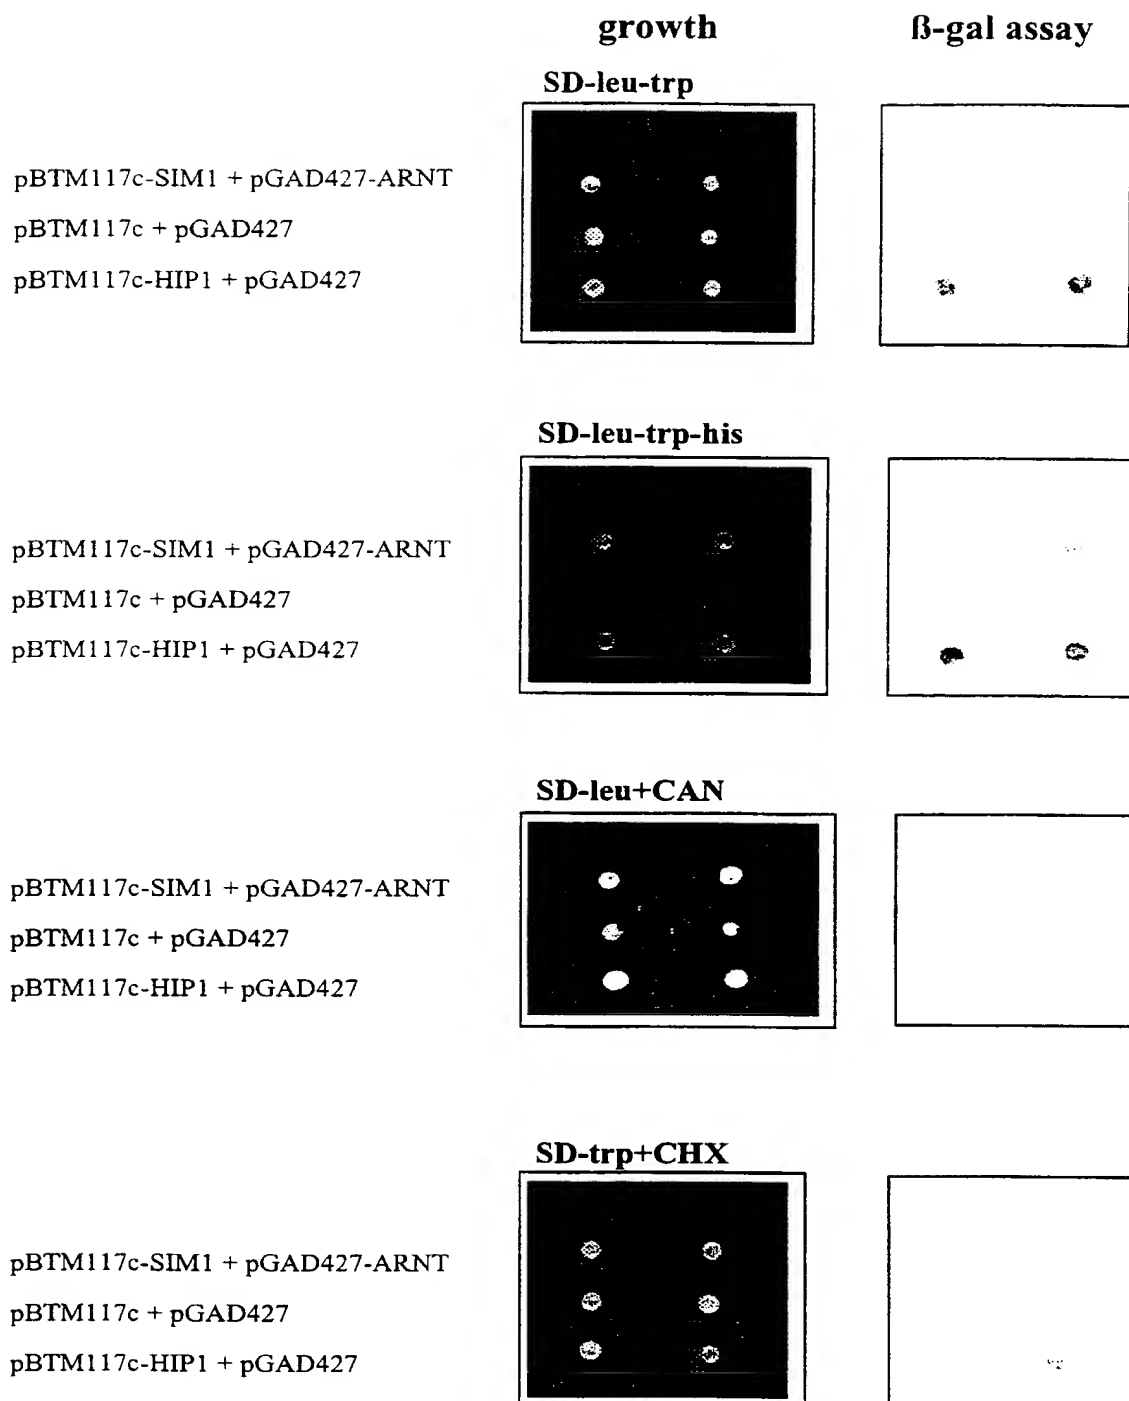 growth ß-gal assay
SD-leu-trp
pBTM117c-SIM1 + pGAD427-ARNT
pBTM117c + pGAD427
pBTM117c-HIP1 + pGAD427
SD-leu-trp-his
pBTM117c-SIM1 + pGAD427-ARNT
pBTM117c + pGAD427
pBTM117c-HIP1 + pGAD427
SD-leu+CAN
pBTM117c-SIM1 + pGAD427-ARNT
pBTM117c + pGAD427
pBTM117c-HIP1 + pGAD427
SD-trp+CHX
pBTM117c-SIM1 + pGAD427-ARNT
pBTM117c + pGAD427
pBTM117c-HIP1 + pGAD427